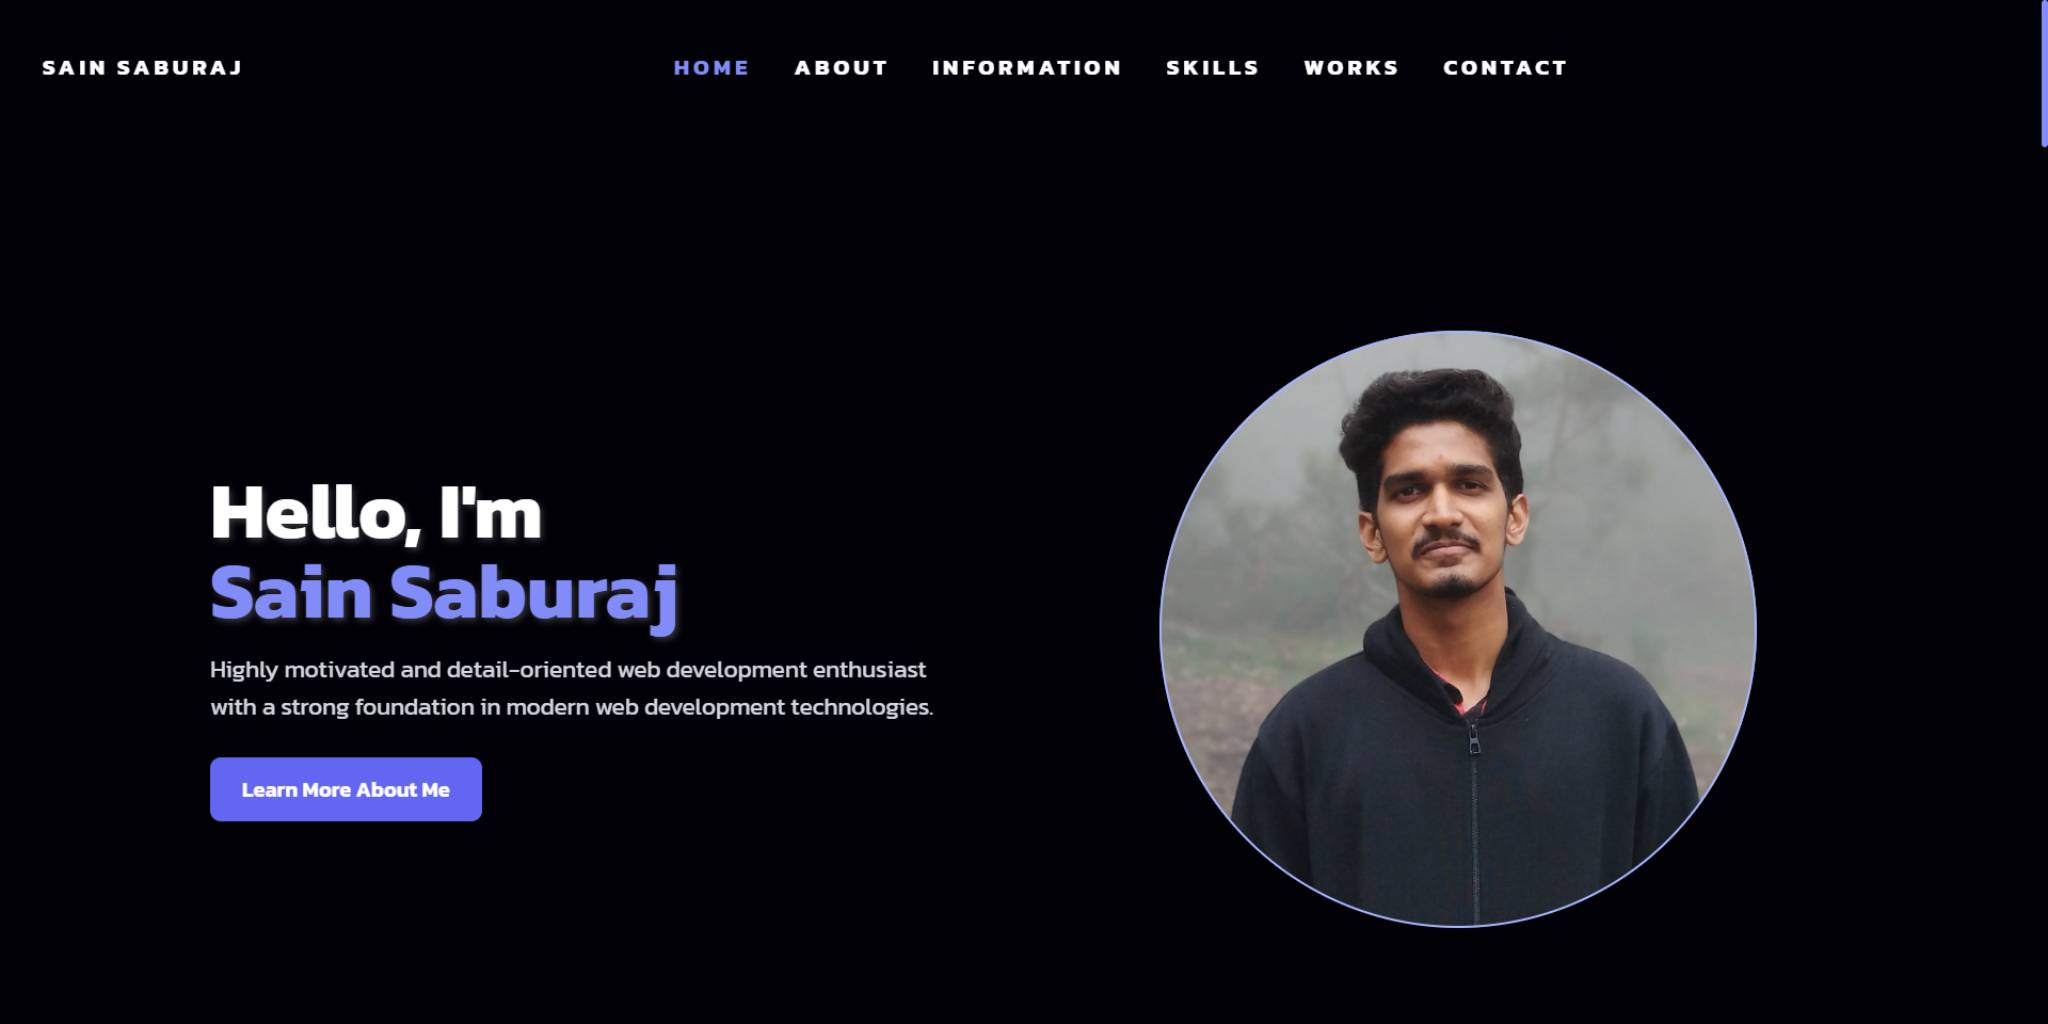 SAIN SABURAJ
HOME ABOUT INFORMATION SKILLS WORKS CONTACT
Hello, I'm
Sain Saburaj
Highly motivated and detail-oriented web development enthusiast
with a strong foundation in modern web development technologies.
Learn More About Me